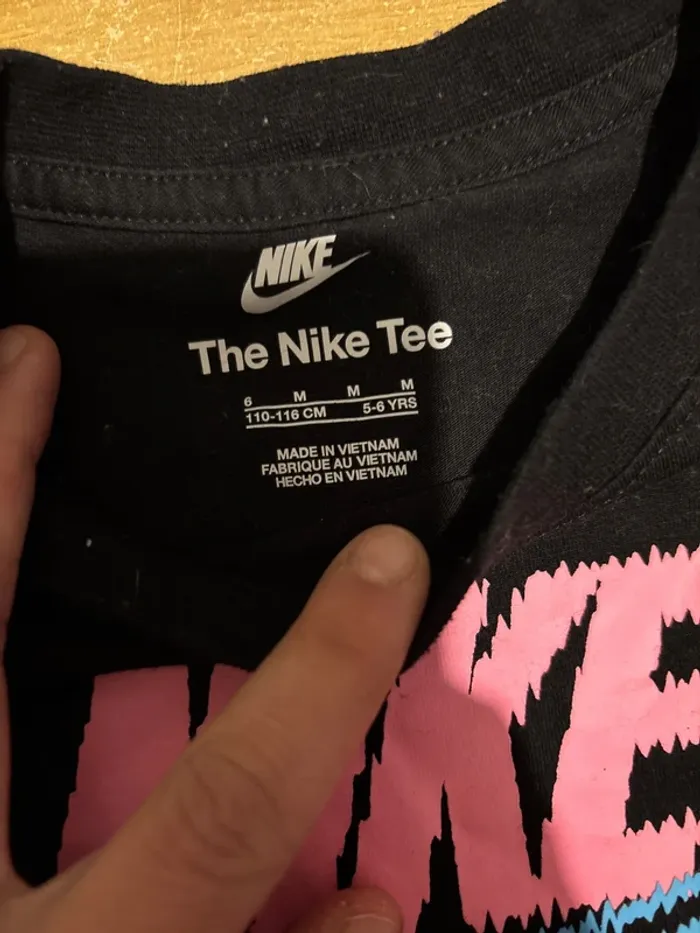 NIKE
The Nike Tee
6 M M M
110-116 CM 5-6 YRS
MADE IN VIETNAM
FABRIQUE AU VIETNAM
HECHO EN VIETNAM
KE